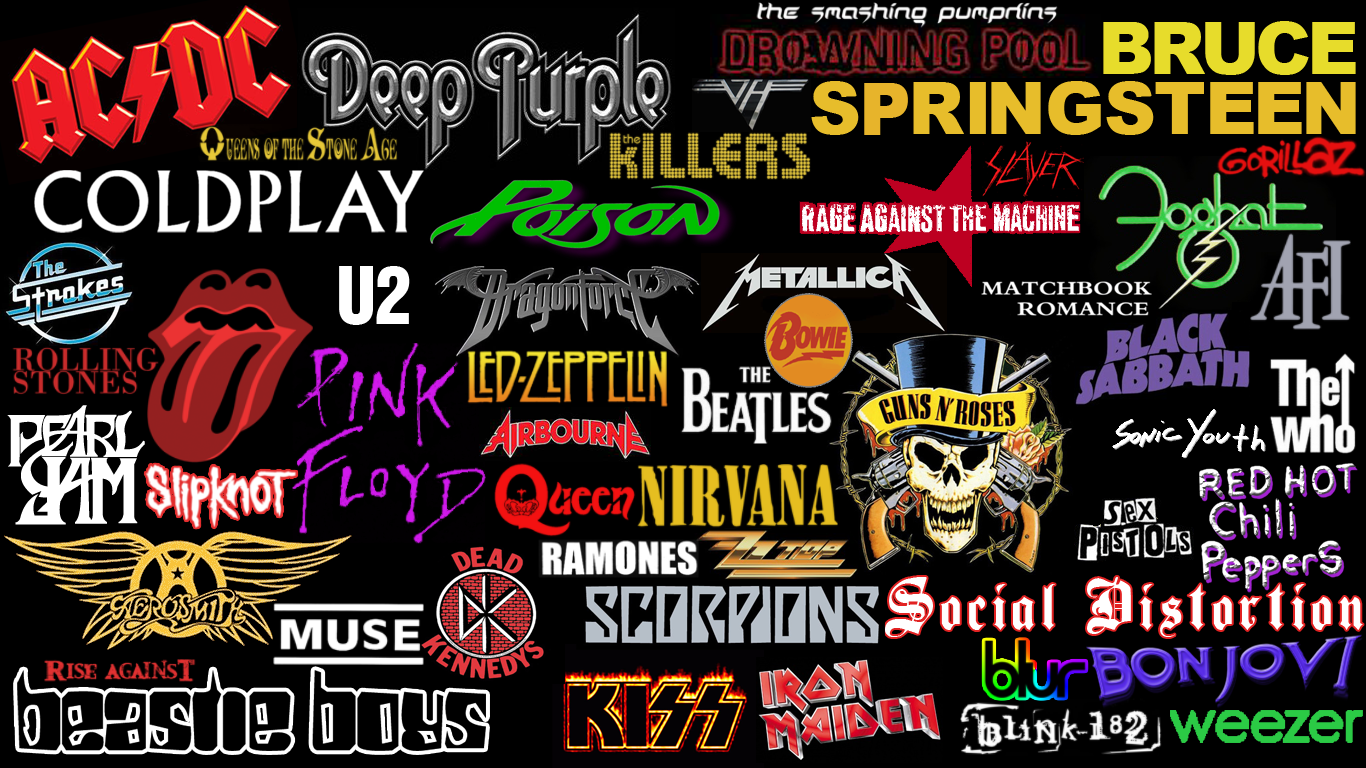 AC/DC
Deep Purple
the smashing pumpkins
DROWNING POOL
BRUCE
SPRINGSTEEN
VH
QUEENS OF THE STONE AGE
the KILLERS
COLDPLAY
POISON
SLAYER
GORILLAZ
RAGE AGAINST THE MACHINE
Foghat
The
Strokes
U2
DragonForce
METALLICA
MATCHBOOK
ROMANCE
AFI
BOWIE
ROLLING
STONES
PINK
FLOYD
LED-ZEPPELIN
THE
BEATLES
GUNS N' ROSES
BLACK
SABBATH
The
who
PEARL
JAM
SLIPKNOT
AIRBOURNE
Queen
NIRVANA
Sonic Youth
RED HOT
Chili
Peppers
SEX
PISTOLS
AEROSMITH
MUSE
DEAD
KENNEDYS
DK
RAMONES
ZZ TOP
SCORPIONS
Social Distortion
RISE AGAINST
beastie boys
KISS
IRON
MAIDEN
blur
BON JOVI
blink-182
weezer